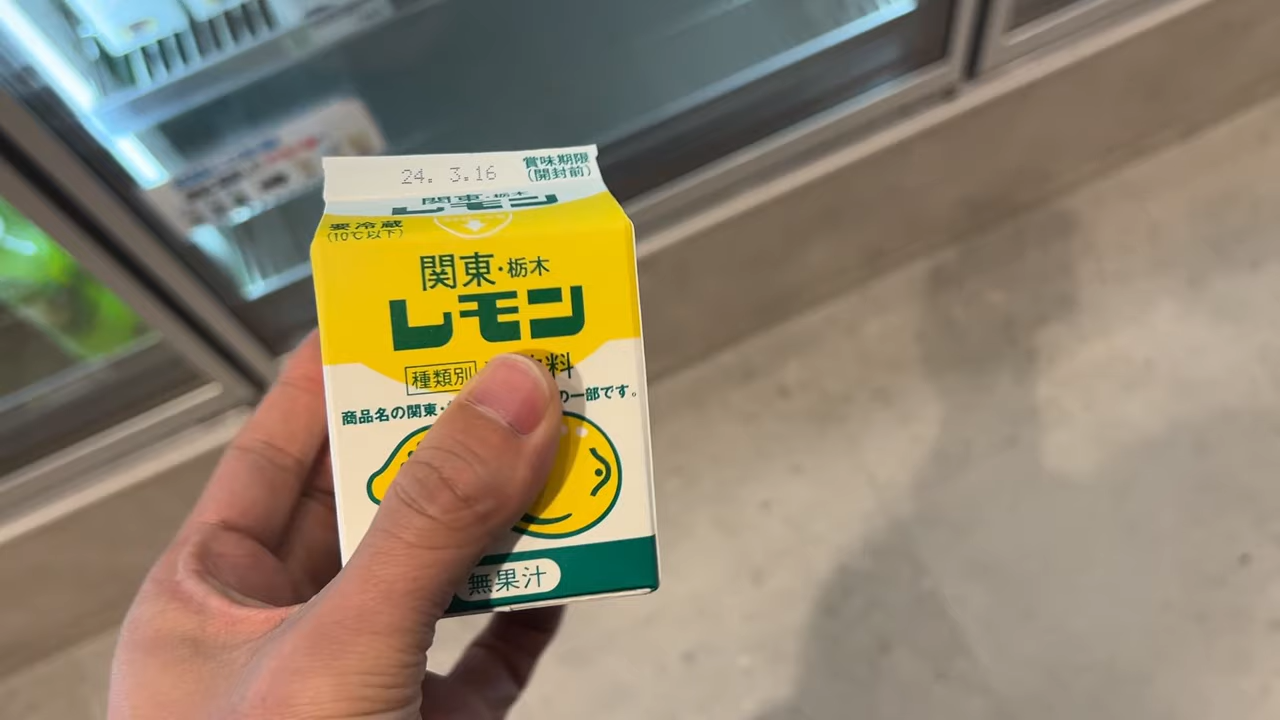 24. 3.16
賞味期限
(開封前)
関東・栃木
レモン
要冷蔵
(10℃以下)
関東・栃木
レモン
種類別 料
商品名の関東・ の一部です。
無果汁